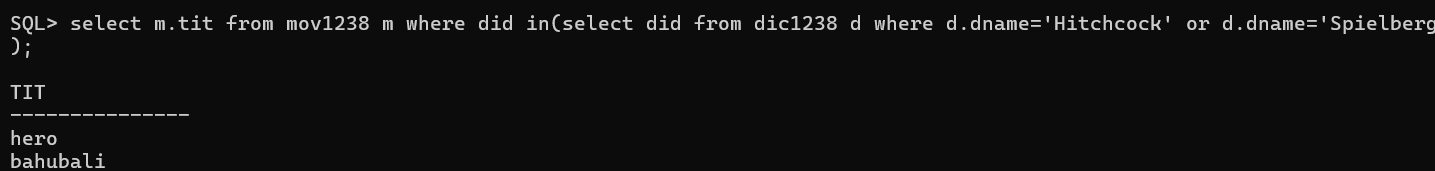 SQL> select m.tit from mov1238 m where did in(select did from dic1238 d where d.dname='Hitchcock' or d.dname='Spielberg
);
TIT
---------------
hero
bahubali